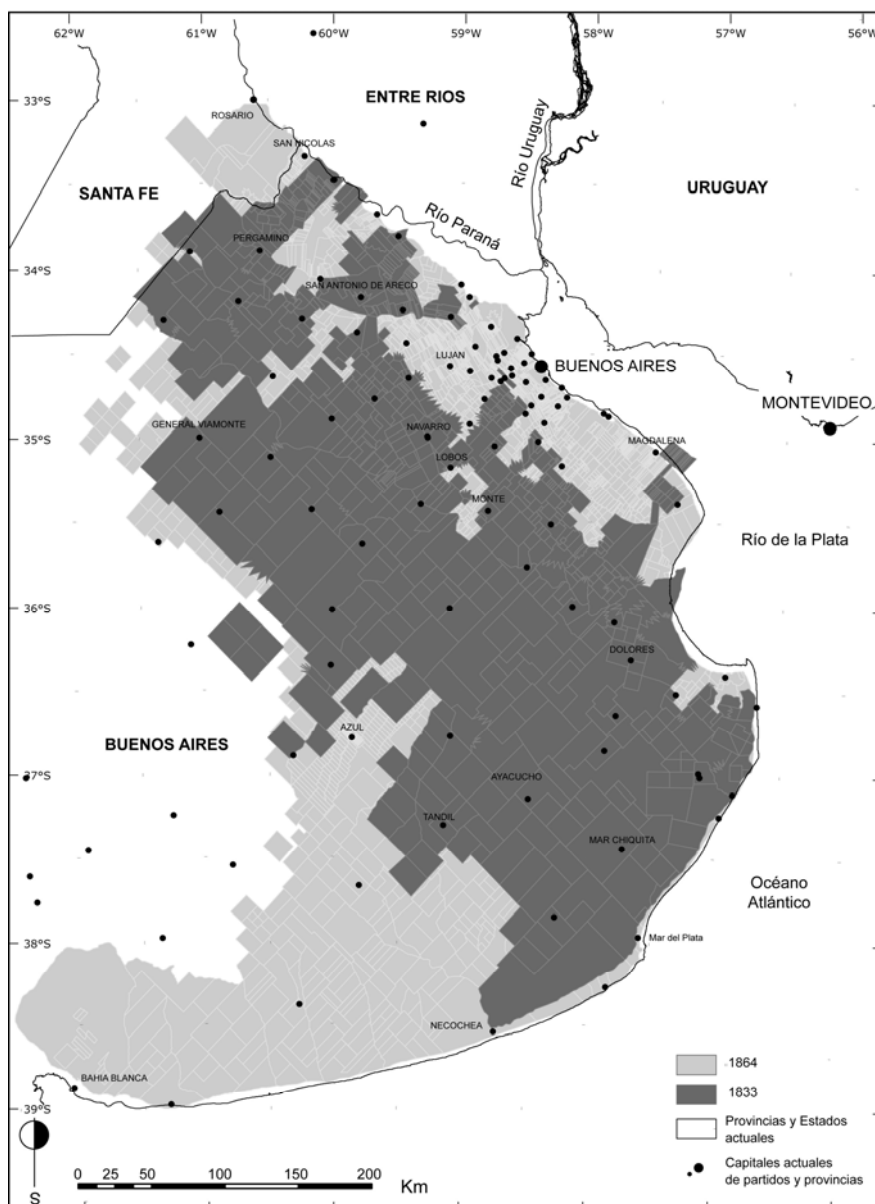 62°W 61°W 60°W 59°W 58°W 57°W 56°W
33°S
ENTRE RIOS
ROSARIO
SAN NICOLAS
Río Uruguay
SANTA FE
URUGUAY
Río Paraná
PERGAMINO
34°S
SAN ANTONIO DE ARECO
LUJAN
BUENOS AIRES
MONTEVIDEO
GENERAL VIAMONTE
NAVARRO
35°S
MAGDALENA
LOBOS
MONTE
Río de la Plata
36°S
DOLORES
AZUL
BUENOS AIRES
37°S
AYACUCHO
TANDIL
MAR CHIQUITA
Océano
Atlántico
38°S
Mar del Plata
NECOCHEA
BAHIA BLANCA
39°S
1864
1833
Provincias y Estados
actuales
Capitales actuales
de partidos y provincias
S
0 25 50 100 150 200
Km